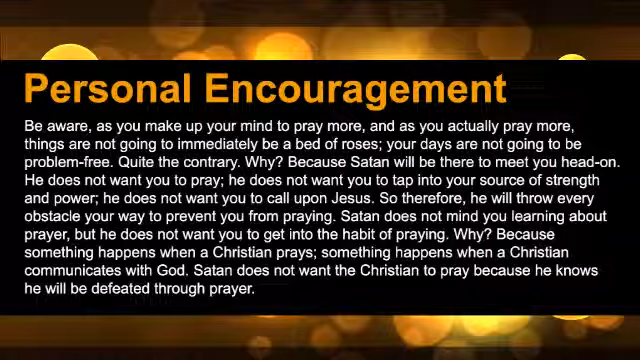 Personal Encouragement
Be aware, as you make up your mind to pray more, and as you actually pray more,
things are not going to immediately be a bed of roses; your days are not going to be
problem-free. Quite the contrary. Why? Because Satan will be there to meet you head-on.
He does not want you to pray; he does not want you to tap into your source of strength
and power; he does not want you to call upon Jesus. So therefore, he will throw every
obstacle your way to prevent you from praying. Satan does not mind you learning about
prayer, but he does not want you to get into the habit of praying. Why? Because
something happens when a Christian prays; something happens when a Christian
communicates with God. Satan does not want the Christian to pray because he knows
he will be defeated through prayer.